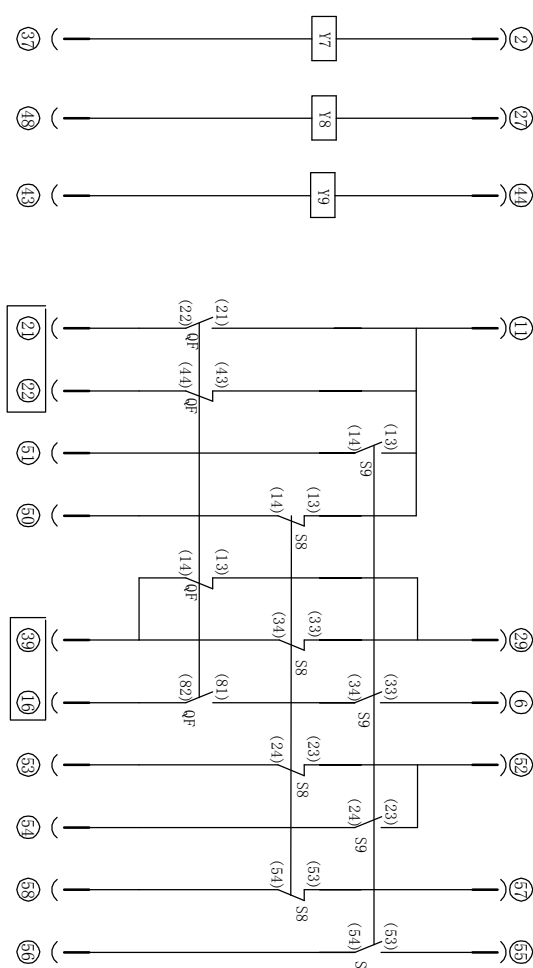 37 Y7 2
48 Y8 27
43 Y9 44
21 (22) (21) QF 11
22 (44) (43) QF
51 (14) (13) S9
50 (14) (13) S8
(14) (13) QF
39 (34) (33) S8 29
16 (82) (81) QF (34) (33) S9 6
53 (24) (23) S8 52
54 (24) (23) S9
58 (54) (53) S8 57
56 (54) (53) S 55